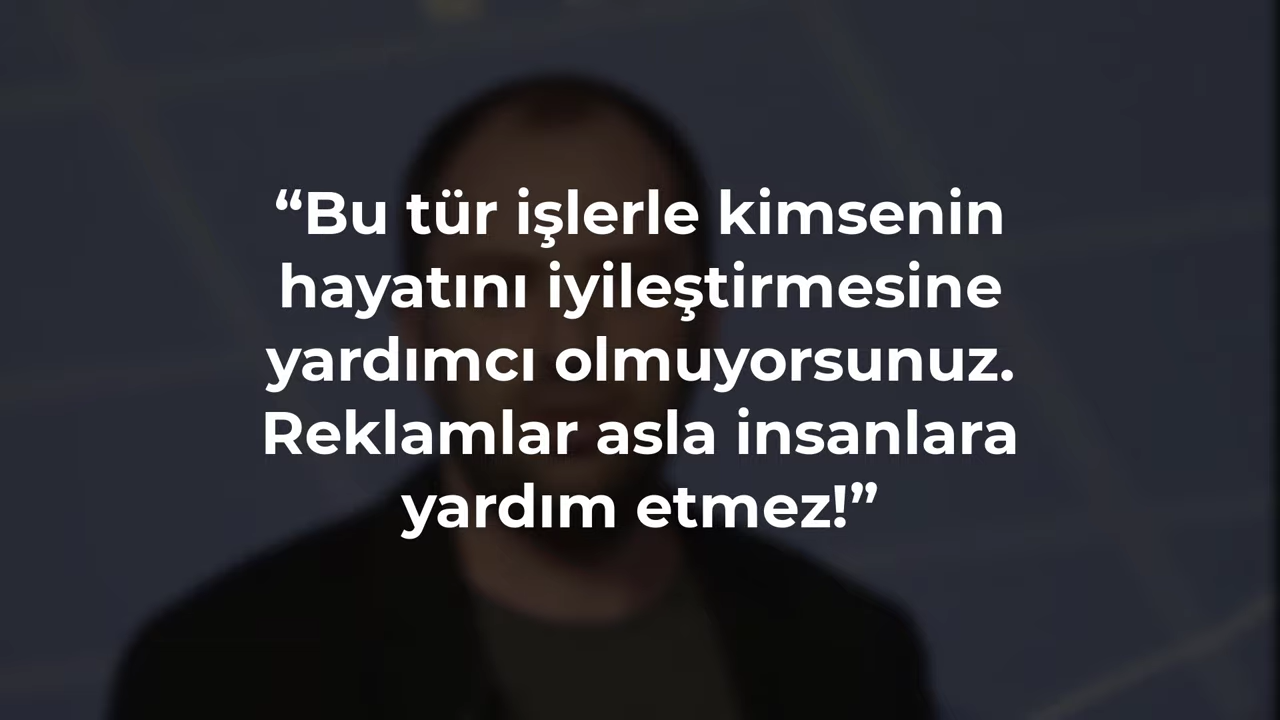 “Bu tür işlerle kimsenin
hayatını iyileştirmesine
yardımcı olmuyorsunuz.
Reklamlar asla insanlara
yardım etmez!”